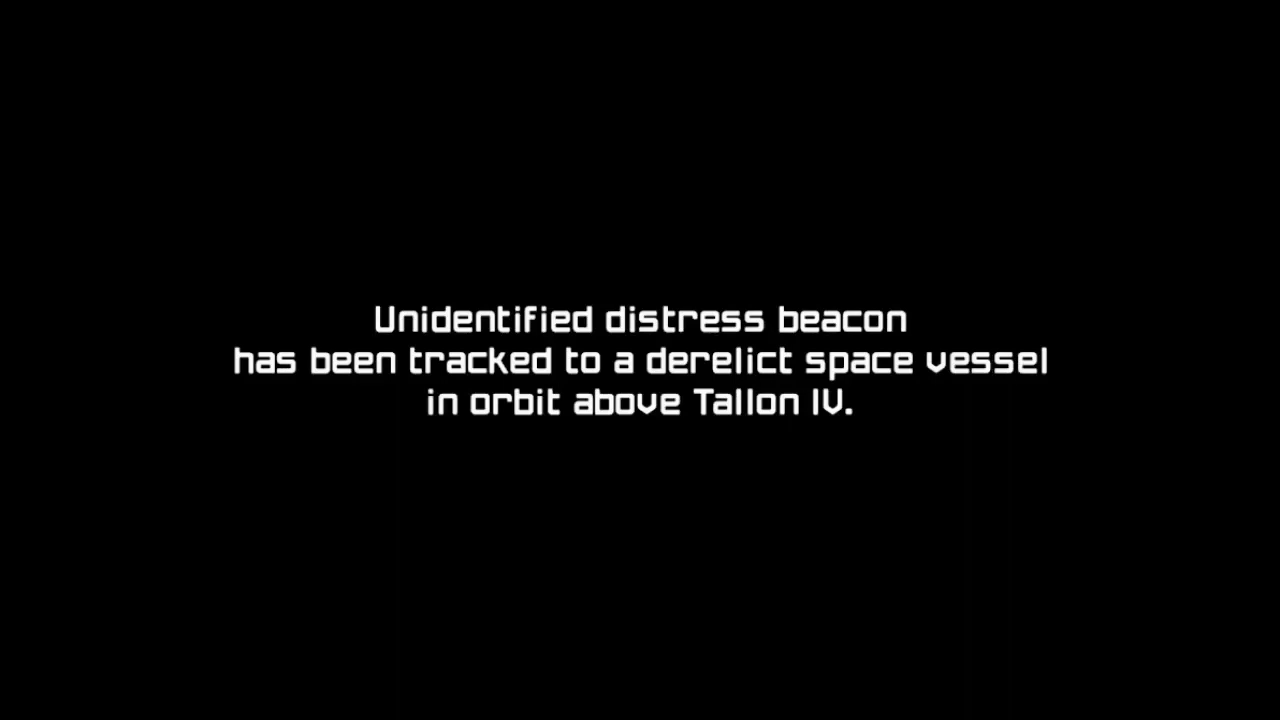 Unidentified distress beacon
has been tracked to a derelict space vessel
in orbit above Tallon IV.